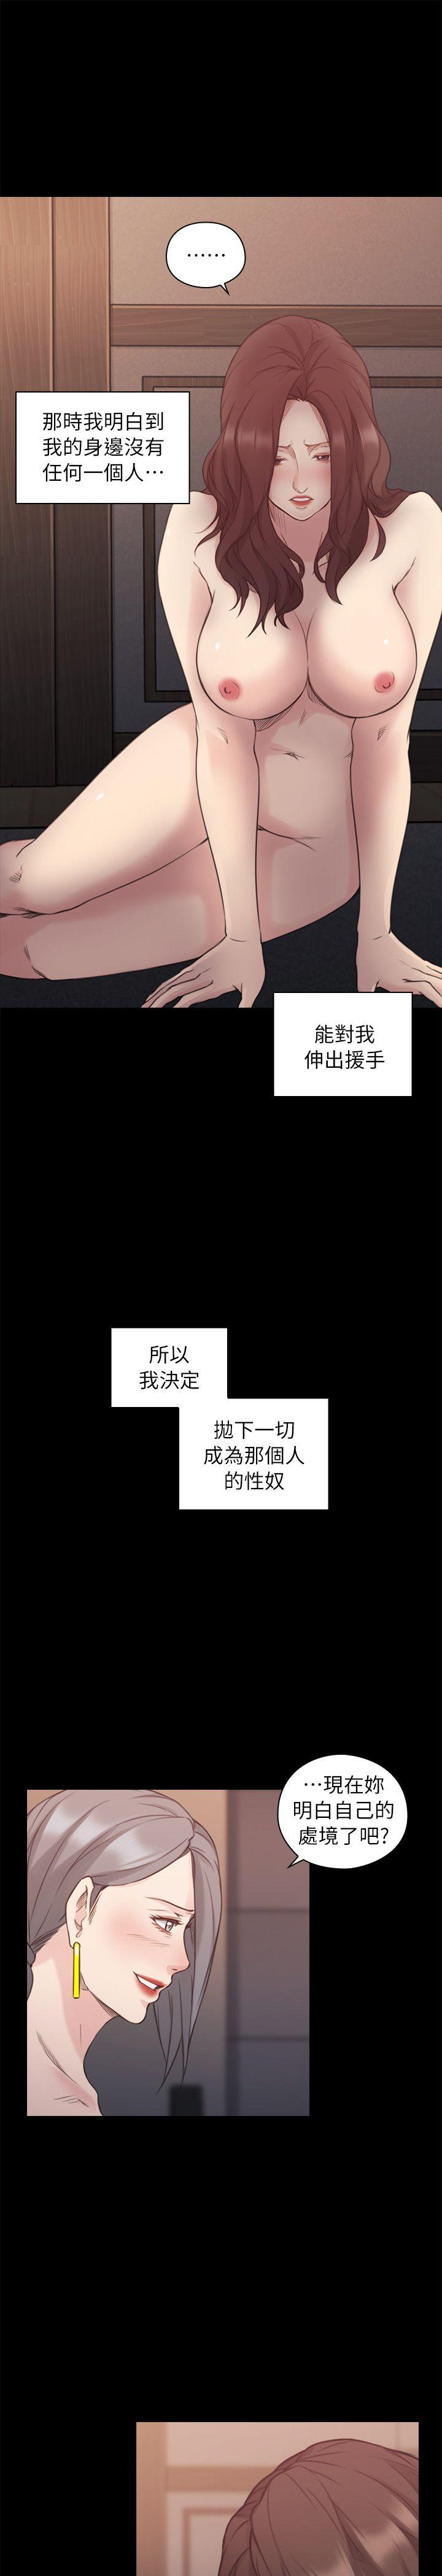 ……
那時我明白到
我的身邊沒有
任何一個人…
能對我
伸出援手
所以
我決定
拋下一切
成為那個人
的性奴
…現在妳
明白自己的
處境了吧?